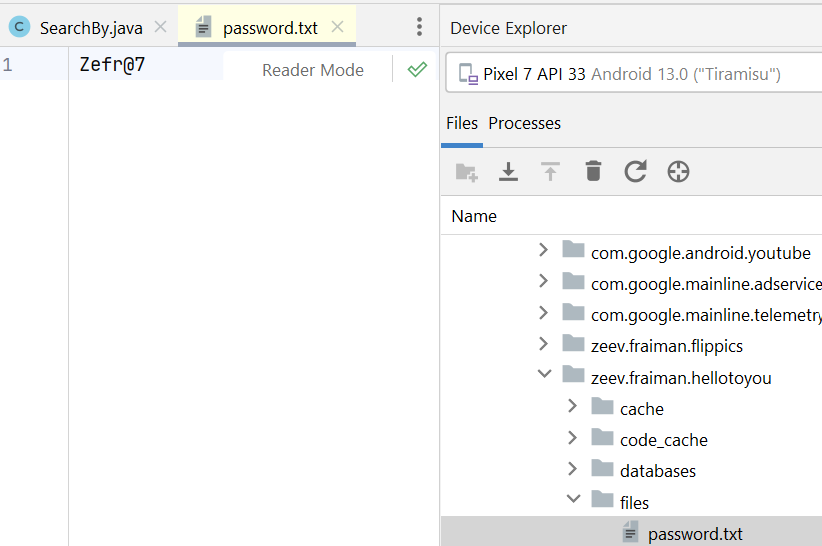 C SearchBy.java password.txt
1 Zefr@7
Reader Mode
Device Explorer
Pixel 7 API 33 Android 13.0 ("Tiramisu")
Files Processes
Name
com.google.android.youtube
com.google.mainline.adservice
com.google.mainline.telemetry
zeev.fraiman.flippics
zeev.fraiman.hellotoyou
cache
code_cache
databases
files
password.txt